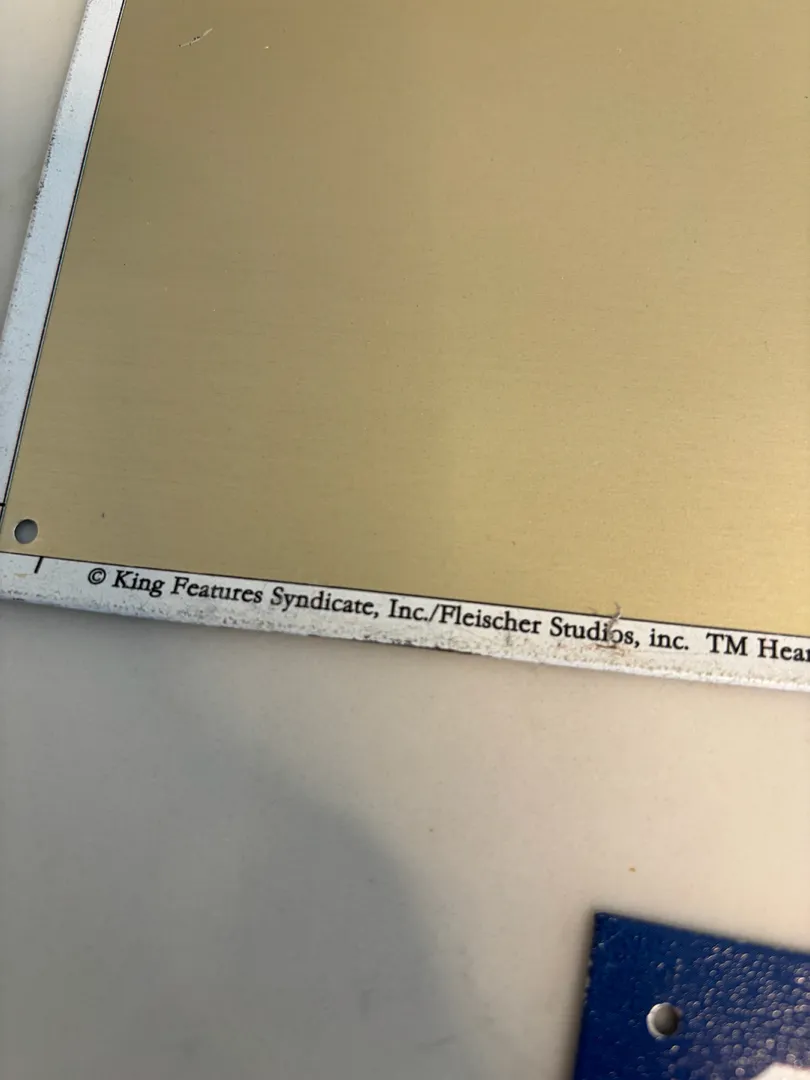 © King Features Syndicate, Inc./Fleischer Studios, inc. TM